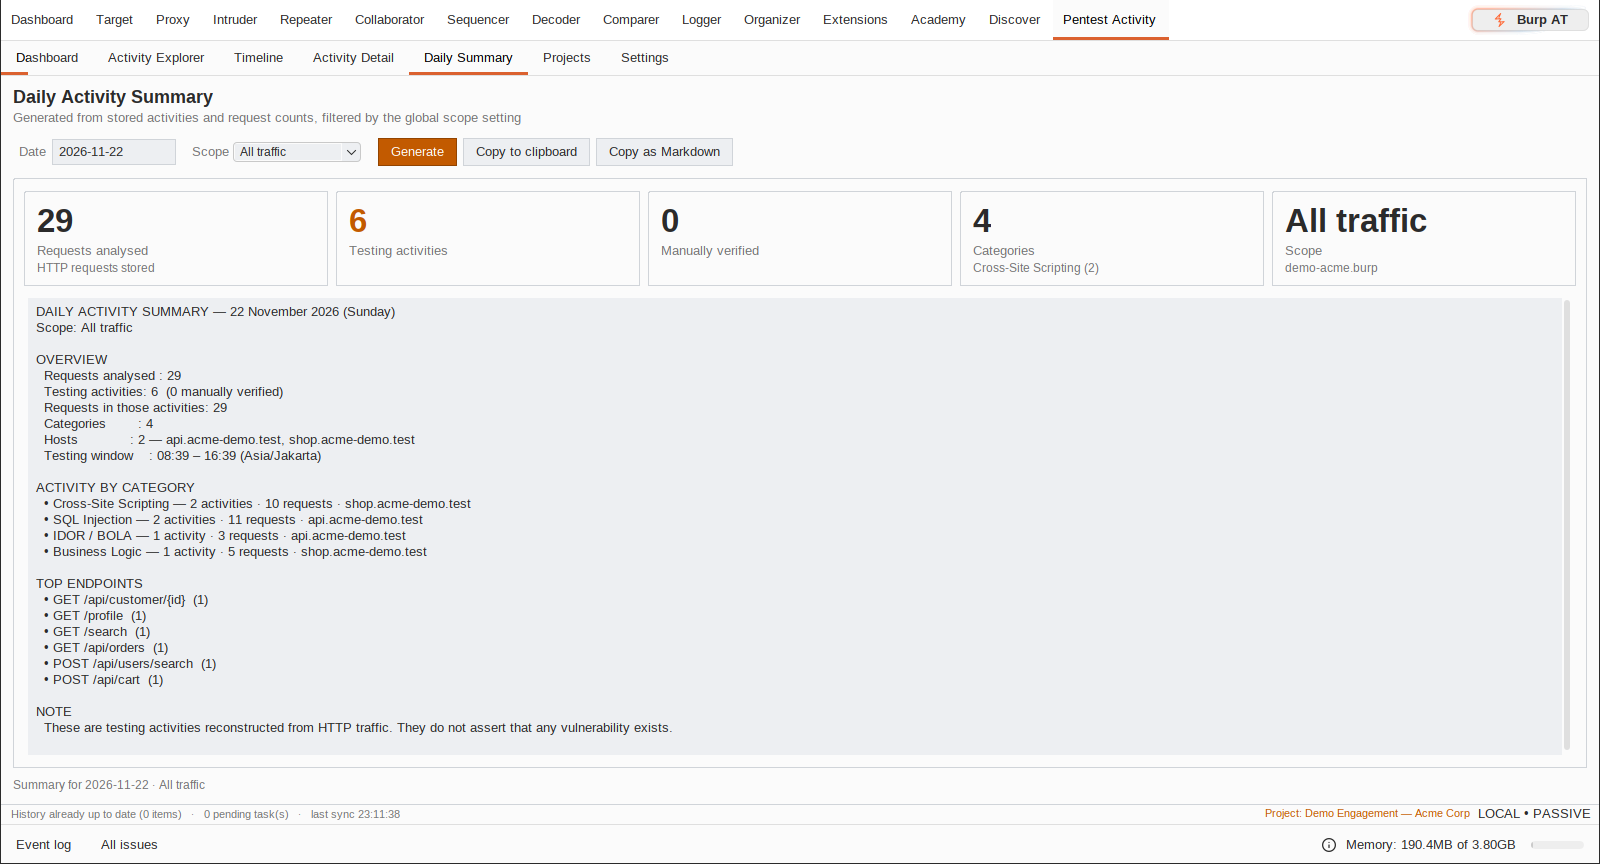 Dashboard Target Proxy Intruder Repeater Collaborator Sequencer Decoder Comparer Logger Organizer Extensions Academy Discover Pentest Activity Burp AT
Dashboard Activity Explorer Timeline Activity Detail Daily Summary Projects Settings
Daily Activity Summary
Generated from stored activities and request counts, filtered by the global scope setting
Date 2026-11-22 Scope All traffic Generate Copy to clipboard Copy as Markdown
29 6 0 4 All traffic
Requests analysed Testing activities Manually verified Categories Scope
HTTP requests stored Cross-Site Scripting (2) demo-acme.burp
DAILY ACTIVITY SUMMARY — 22 November 2026 (Sunday)
Scope: All traffic
OVERVIEW
Requests analysed : 29
Testing activities: 6 (0 manually verified)
Requests in those activities: 29
Categories : 4
Hosts : 2 — api.acme-demo.test, shop.acme-demo.test
Testing window : 08:39 – 16:39 (Asia/Jakarta)
ACTIVITY BY CATEGORY
• Cross-Site Scripting — 2 activities · 10 requests · shop.acme-demo.test
• SQL Injection — 2 activities · 11 requests · api.acme-demo.test
• IDOR / BOLA — 1 activity · 3 requests · api.acme-demo.test
• Business Logic — 1 activity · 5 requests · shop.acme-demo.test
TOP ENDPOINTS
• GET /api/customer/{id} (1)
• GET /profile (1)
• GET /search (1)
• GET /api/orders (1)
• POST /api/users/search (1)
• POST /api/cart (1)
NOTE
These are testing activities reconstructed from HTTP traffic. They do not assert that any vulnerability exists.
Summary for 2026-11-22 · All traffic
History already up to date (0 items) · 0 pending task(s) · last sync 23:11:38 Project: Demo Engagement — Acme Corp LOCAL • PASSIVE
Event log All issues Memory: 190.4MB of 3.80GB